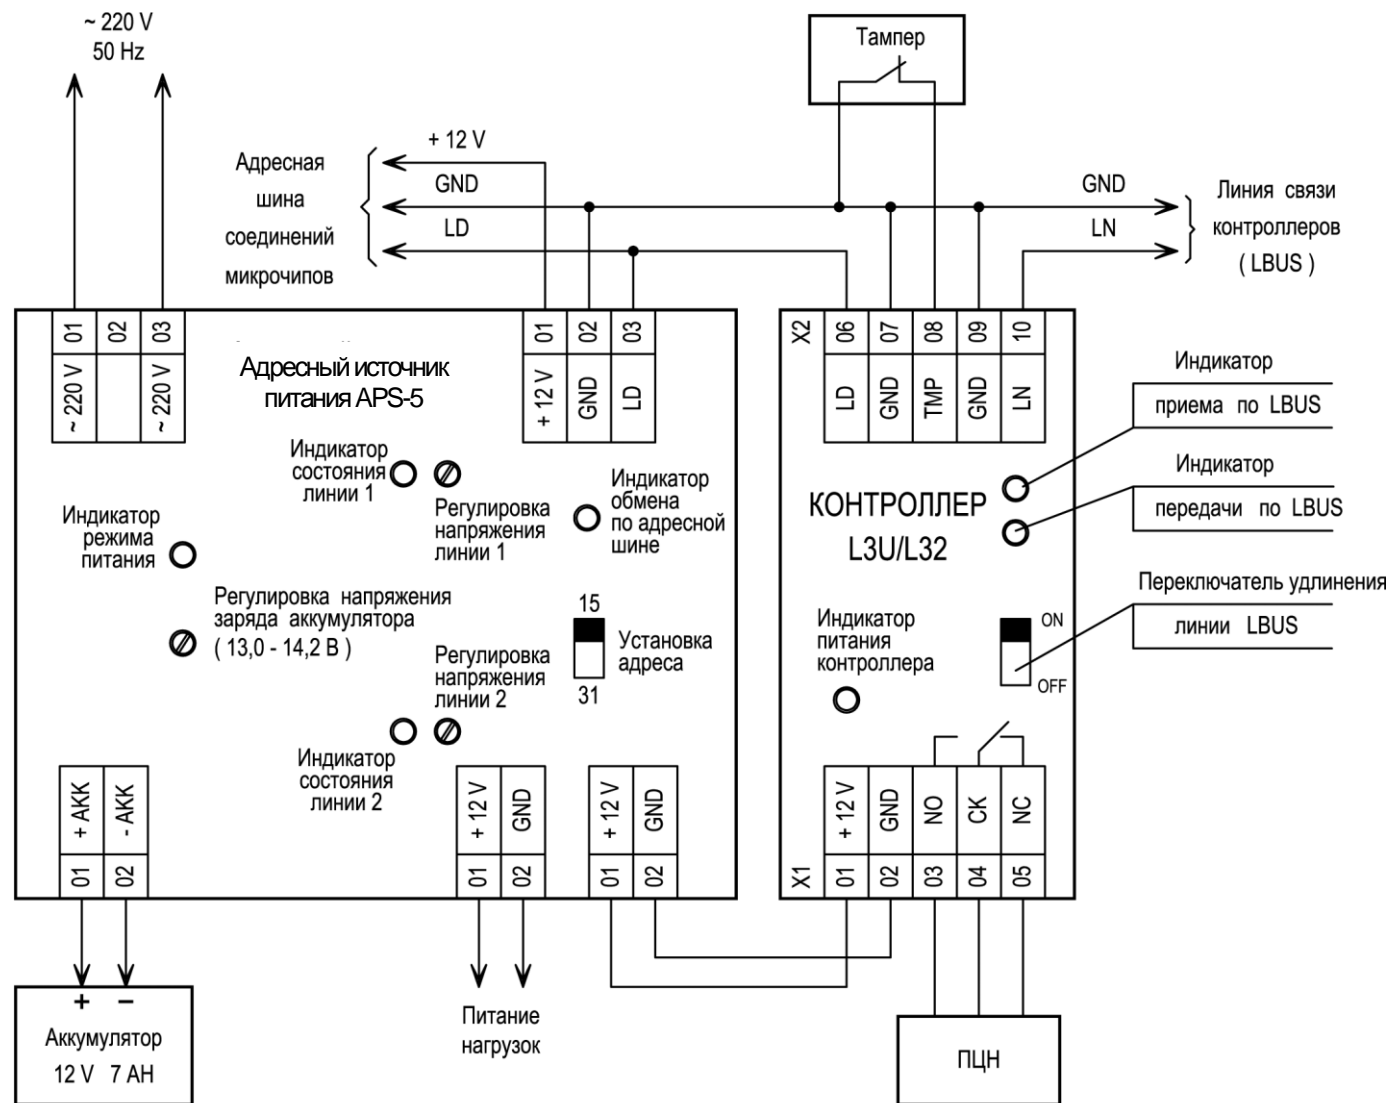 ~ 220 V
50 Hz
Тампер
+ 12 V
GND
LD
Адресная
шина
соединений
микрочипов
GND
LN
Линия связи
контроллеров
( LBUS )
01
02
03
~ 220 V
~ 220 V
Адресный источник
питания APS-5
01
02
03
+ 12 V
GND
LD
Индикатор
состояния
линии 1
Регулировка
напряжения
линии 1
Индикатор
обмена
по адресной
шине
Индикатор
режима
питания
Регулировка напряжения
заряда аккумулятора
( 13,0 - 14,2 В )
15
Установка
адреса
31
Регулировка
напряжения
линии 2
Индикатор
состояния
линии 2
+ АКК
- АКК
01
02
+ 12 V
GND
01
02
+ 12 V
GND
01
02
X2
06
07
08
09
10
LD
GND
TMP
GND
LN
КОНТРОЛЛЕР
L3U/L32
Индикатор
приема по LBUS
Индикатор
передачи по LBUS
Переключатель удлинения
линии LBUS
Индикатор
питания
контроллера
ON
OFF
+ 12 V
GND
NO
CK
NC
X1
01
02
03
04
05
+ −
Аккумулятор
12 V 7 AH
Питание
нагрузок
ПЦН